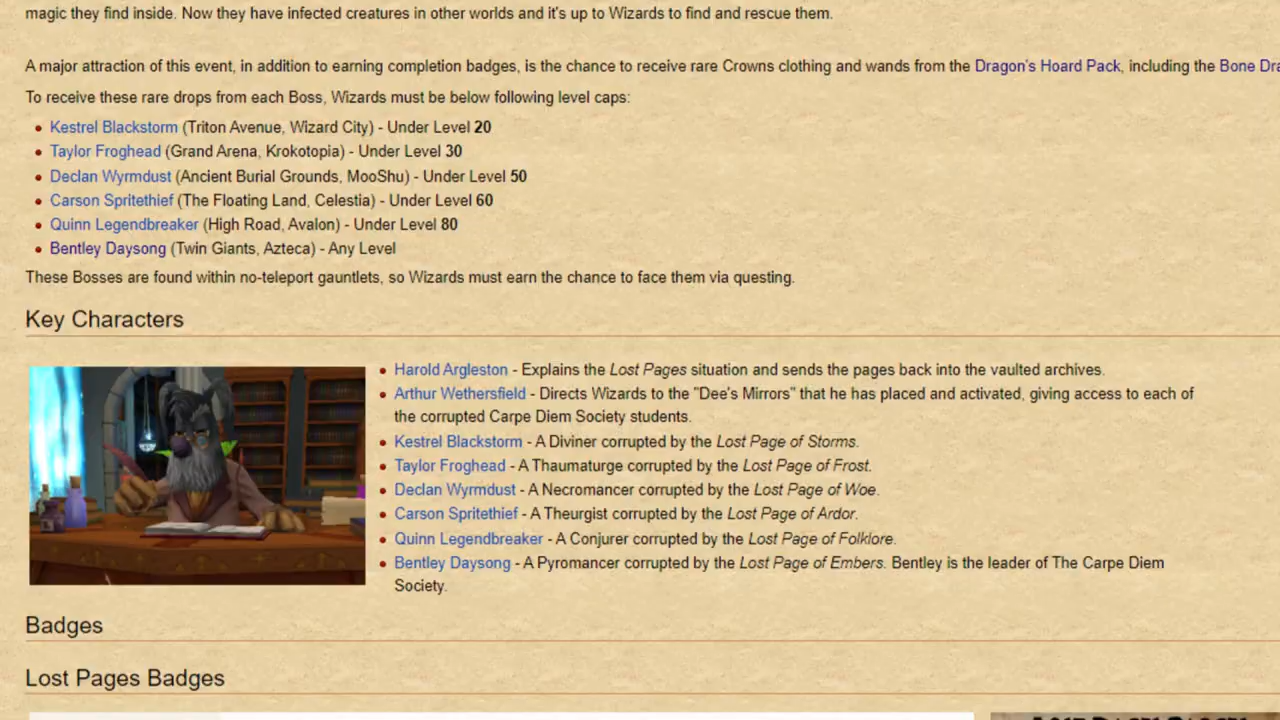 magic they find inside. Now they have infected creatures in other worlds and it's up to Wizards to find and rescue them.
A major attraction of this event, in addition to earning completion badges, is the chance to receive rare Crowns clothing and wands from the Dragon's Hoard Pack, including the Bone
To receive these rare drops from each Boss, Wizards must be below following level caps:
Kestrel Blackstorm (Triton Avenue, Wizard City) - Under Level 20
Taylor Froghead (Grand Arena, Krokotopia) - Under Level 30
Declan Wyrmdust (Ancient Burial Grounds, MooShu) - Under Level 50
Carson Spritethief (The Floating Land, Celestia) - Under Level 60
Quinn Legendbreaker (High Road, Avalon) - Under Level 80
Bentley Daysong (Twin Giants, Azteca) - Any Level
These Bosses are found within no-teleport gauntlets, so Wizards must earn the chance to face them via questing.
Key Characters
Harold Argleston - Explains the Lost Pages situation and sends the pages back into the vaulted archives.
Arthur Wethersfield - Directs Wizards to the "Dee's Mirrors" that he has placed and activated, giving access to each of
the corrupted Carpe Diem Society students.
Kestrel Blackstorm - A Diviner corrupted by the Lost Page of Storms.
Taylor Froghead - A Thaumaturge corrupted by the Lost Page of Frost.
Declan Wyrmdust - A Necromancer corrupted by the Lost Page of Woe.
Carson Spritethief - A Theurgist corrupted by the Lost Page of Ardor.
Quinn Legendbreaker - A Conjurer corrupted by the Lost Page of Folklore.
Bentley Daysong - A Pyromancer corrupted by the Lost Page of Embers. Bentley is the leader of The Carpe Diem
Society.
Badges
Lost Pages Badges